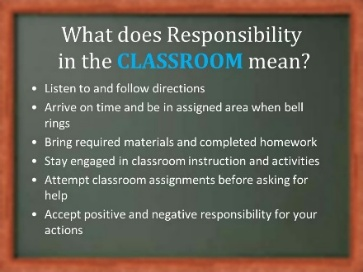 What does Responsibility
in the CLASSROOM mean?
• Listen to and follow directions
• Arrive on time and be in assigned area when bell
rings
• Bring required materials and completed homework
• Stay engaged in classroom instruction and activities
• Attempt classroom assignments before asking for
help
• Accept positive and negative responsibility for your
actions